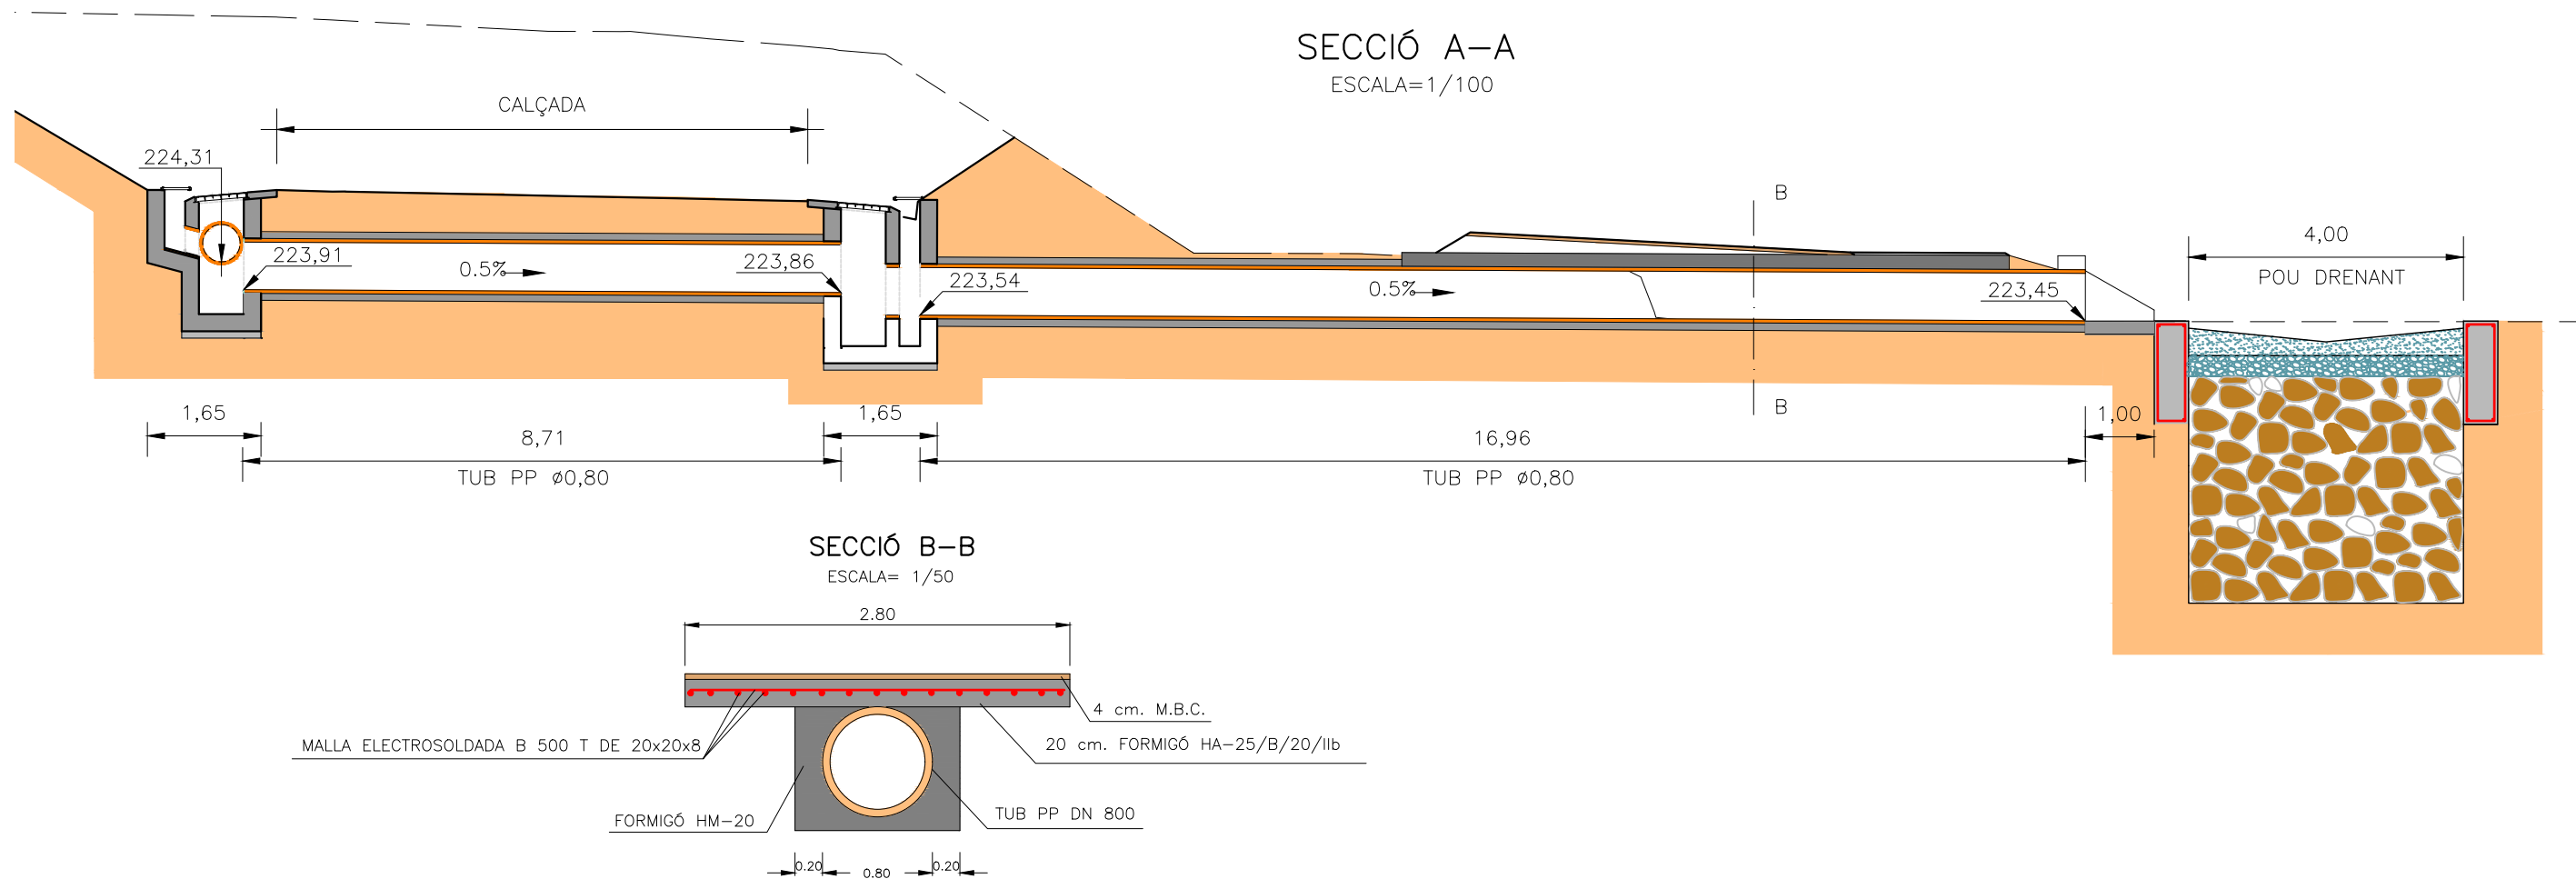 SECCIÓ A-A
ESCALA=1/100
CALÇADA
224,31
B
4,00
POU DRENANT
223,91
0.5%
223,86
223,54
0.5%
223,45
B
1,65
1,65
1,00
8,71
16,96
TUB PP Ø0,80
TUB PP Ø0,80
SECCIÓ B-B
ESCALA= 1/50
2.80
4 cm. M.B.C.
MALLA ELECTROSOLDADA B 500 T DE 20x20x8
20 cm. FORMIGÓ HA-25/B/20/IIb
FORMIGÓ HM-20
TUB PP DN 800
0.20
0.80
0.20